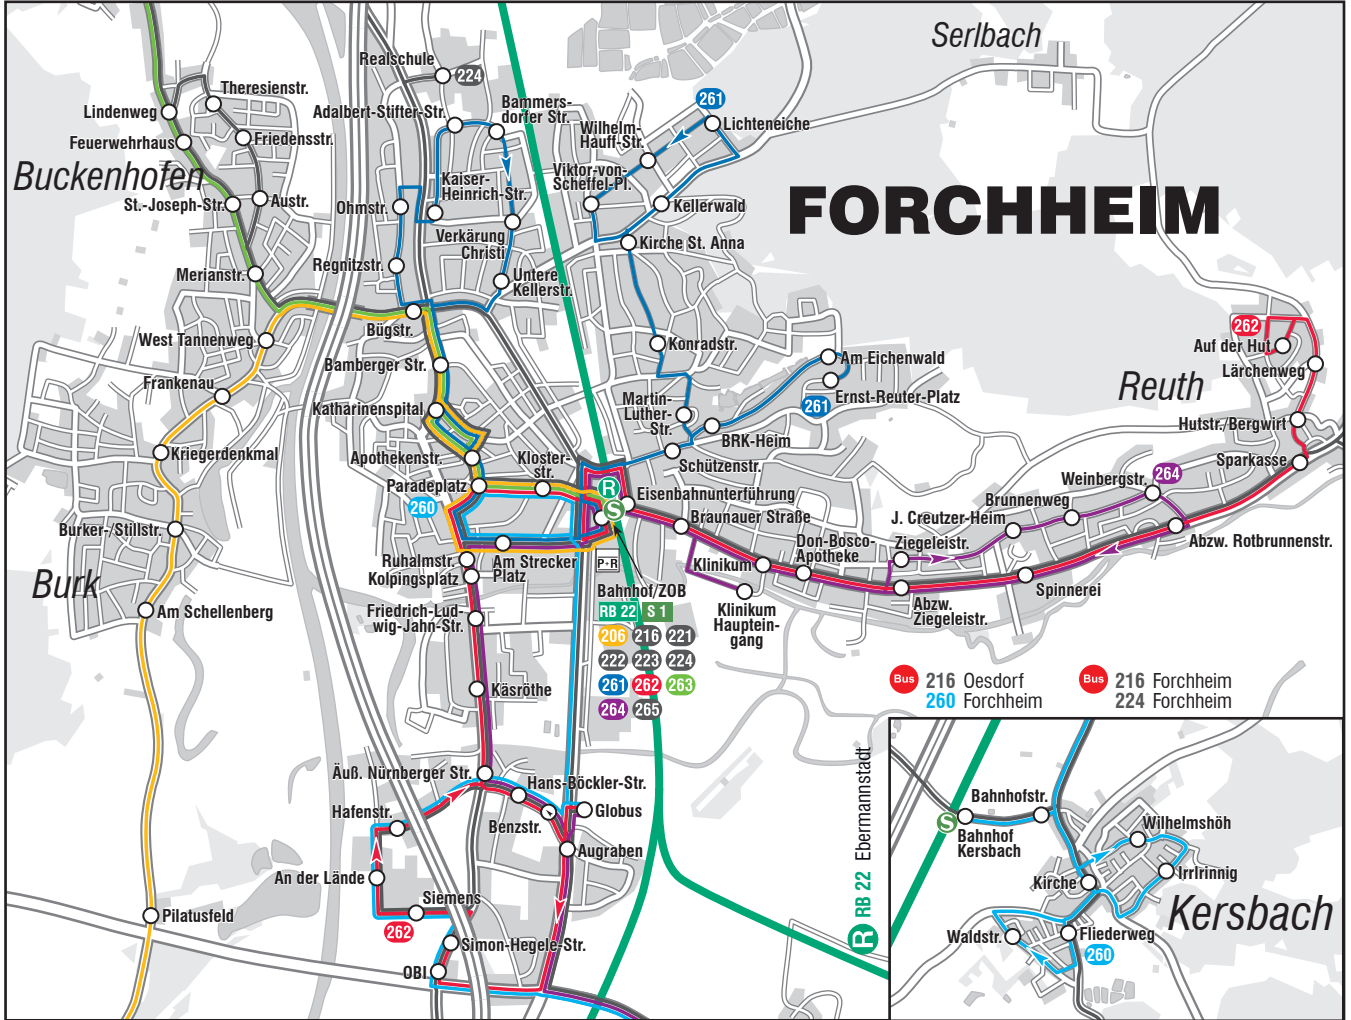 Serlbach
Realschule
224
Theresienstr.
Lindenweg
Adalbert-Stifter-Str.
Bammers-
dorfer Str.
261
Lichteneiche
Wilhelm-
Hauff-Str.
Feuerwehrhaus
Friedensstr.
Buckenhofen
Viktor-von-
Scheffel-Pl.
Kaiser-
Heinrich-Str.
St.-Joseph-Str.
Austr.
Ohmstr.
Kellerwald
FORCHHEIM
Verkärung
Christi
Kirche St. Anna
Merianstr.
Regnitzstr.
Untere
Kellerstr.
Bügstr.
West Tannenweg
Konradstr.
262
Auf der Hut
Bamberger Str.
Am Eichenwald
Lärchenweg
Frankenau
Ernst-Reuter-Platz
261
Reuth
Katharinenspital
Martin-
Luther-
Str.
BRK-Heim
Hutstr./Bergwirt
Kriegerdenkmal
Apothekenstr.
Kloster-
str.
Schützenstr.
Sparkasse
Paradeplatz
260
R
S
Eisenbahnunterführung
Weinbergstr.
264
Brunnenweg
Braunauer Straße
J. Creutzer-Heim
Burker-/Stillstr.
Ziegeleistr.
Don-Bosco-
Apotheke
Abzw. Rotbrunnenstr.
Ruhalmstr.
Kolpingsplatz
Am Strecker
Platz
P+R
Klinikum
Burk
Bahnhof/ZOB
RB 22 S 1
Klinikum
Hauptein-
gang
Abzw.
Ziegeleistr.
Spinnerei
Am Schellenberg
Friedrich-Lud-
wig-Jahn-Str.
206 216 221
222 223 224
261 262 263
264 265
Käsröthe
Bus 216 Oesdorf
260 Forchheim
Bus 216 Forchheim
224 Forchheim
Äuß. Nürnberger Str.
Hans-Böckler-Str.
Hafenstr.
Globus
Benzstr.
Augraben
An der Lände
Siemens
262
Pilatusfeld
Simon-Hegele-Str.
OBI
R RB 22 Ebermannstadt
Bahnhofstr.
S
Bahnhof
Kersbach
Wilhelmshöh
Kirche
Irrlrinnig
Kersbach
Waldstr.
Fliederweg
260